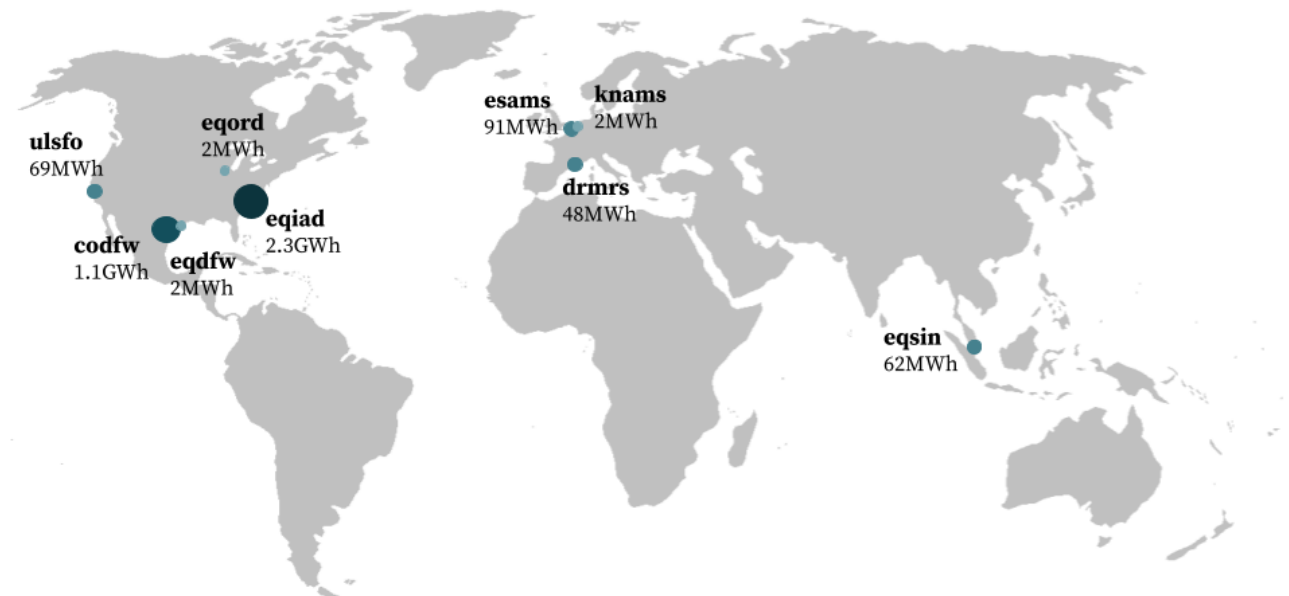 ulsfo
69MWh
eqord
2MWh
eqiad
2.3GWh
codfw
1.1GWh
eqdfw
2MWh
esams
91MWh
knams
2MWh
drmrs
48MWh
eqsin
62MWh